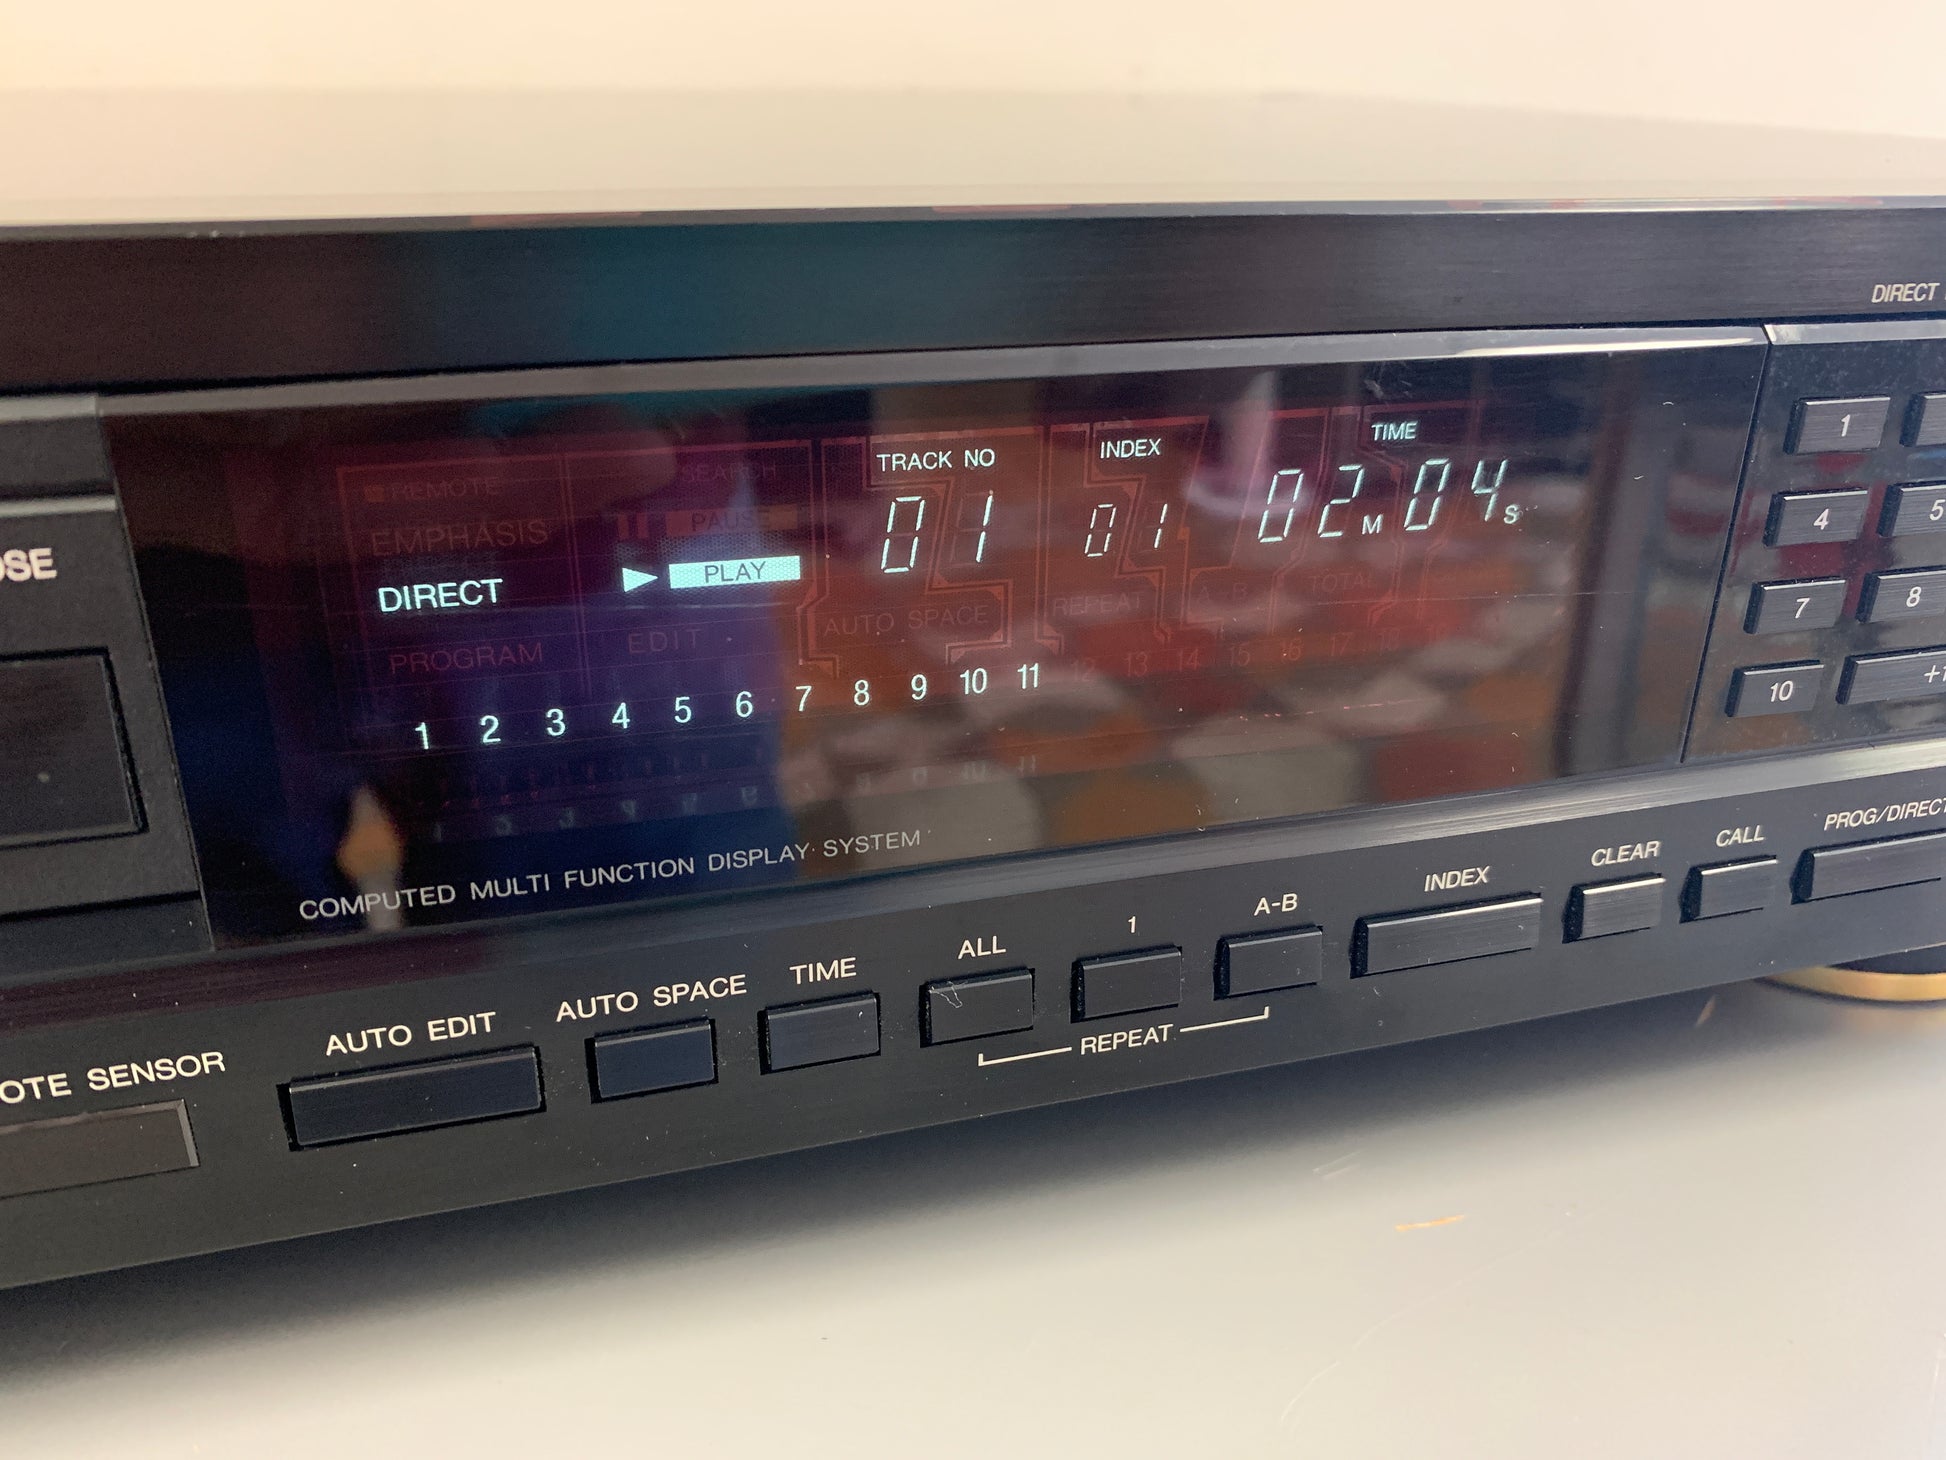 DIRECT
TRACK NO INDEX TIME
REMOTE SEARCH
01 01 02M 04S
EMPHASIS PAUSE
DIRECT PLAY
AUTO SPACE REPEAT A-B TOTAL
PROGRAM EDIT
1 2 3 4 5 6 7 8 9 10 11 12 13 14 15 16 17 18
COMPUTED MULTI FUNCTION DISPLAY SYSTEM
1
4 5
7 8
10
OSE
OTE SENSOR
AUTO EDIT AUTO SPACE TIME ALL 1 A-B INDEX CLEAR CALL PROG/DIRECT
REPEAT